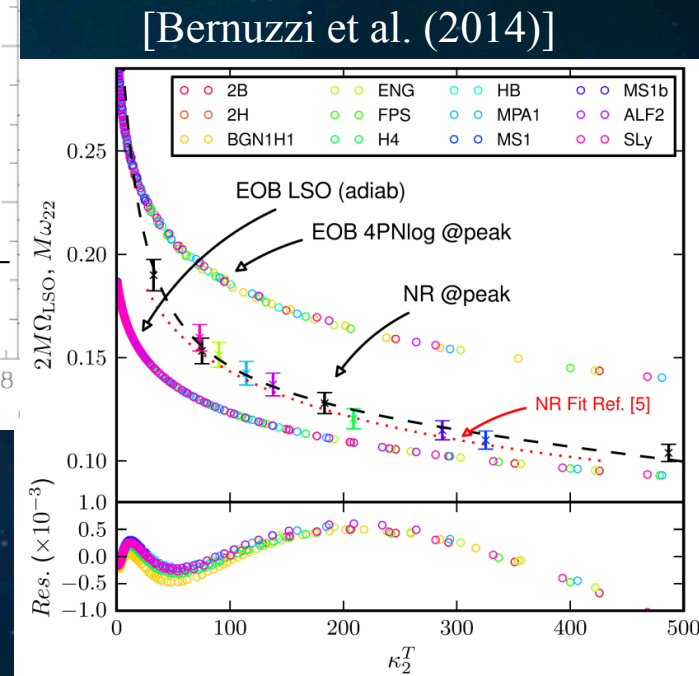 [Bernuzzi et al. (2014)]
2B ENG HB MS1b
2H FPS MPA1 ALF2
BGN1H1 H4 MS1 SLy
EOB LSO (adiab)
EOB 4PNlog @peak
NR @peak
NR Fit Ref. [5]
2MΩ_LSO, Mω_22
0.25
0.20
0.15
0.10
8
Res. (×10⁻³)
1.0
0.5
0.0
−0.5
−1.0
0 100 200 300 400 500
κ₂ᵀ